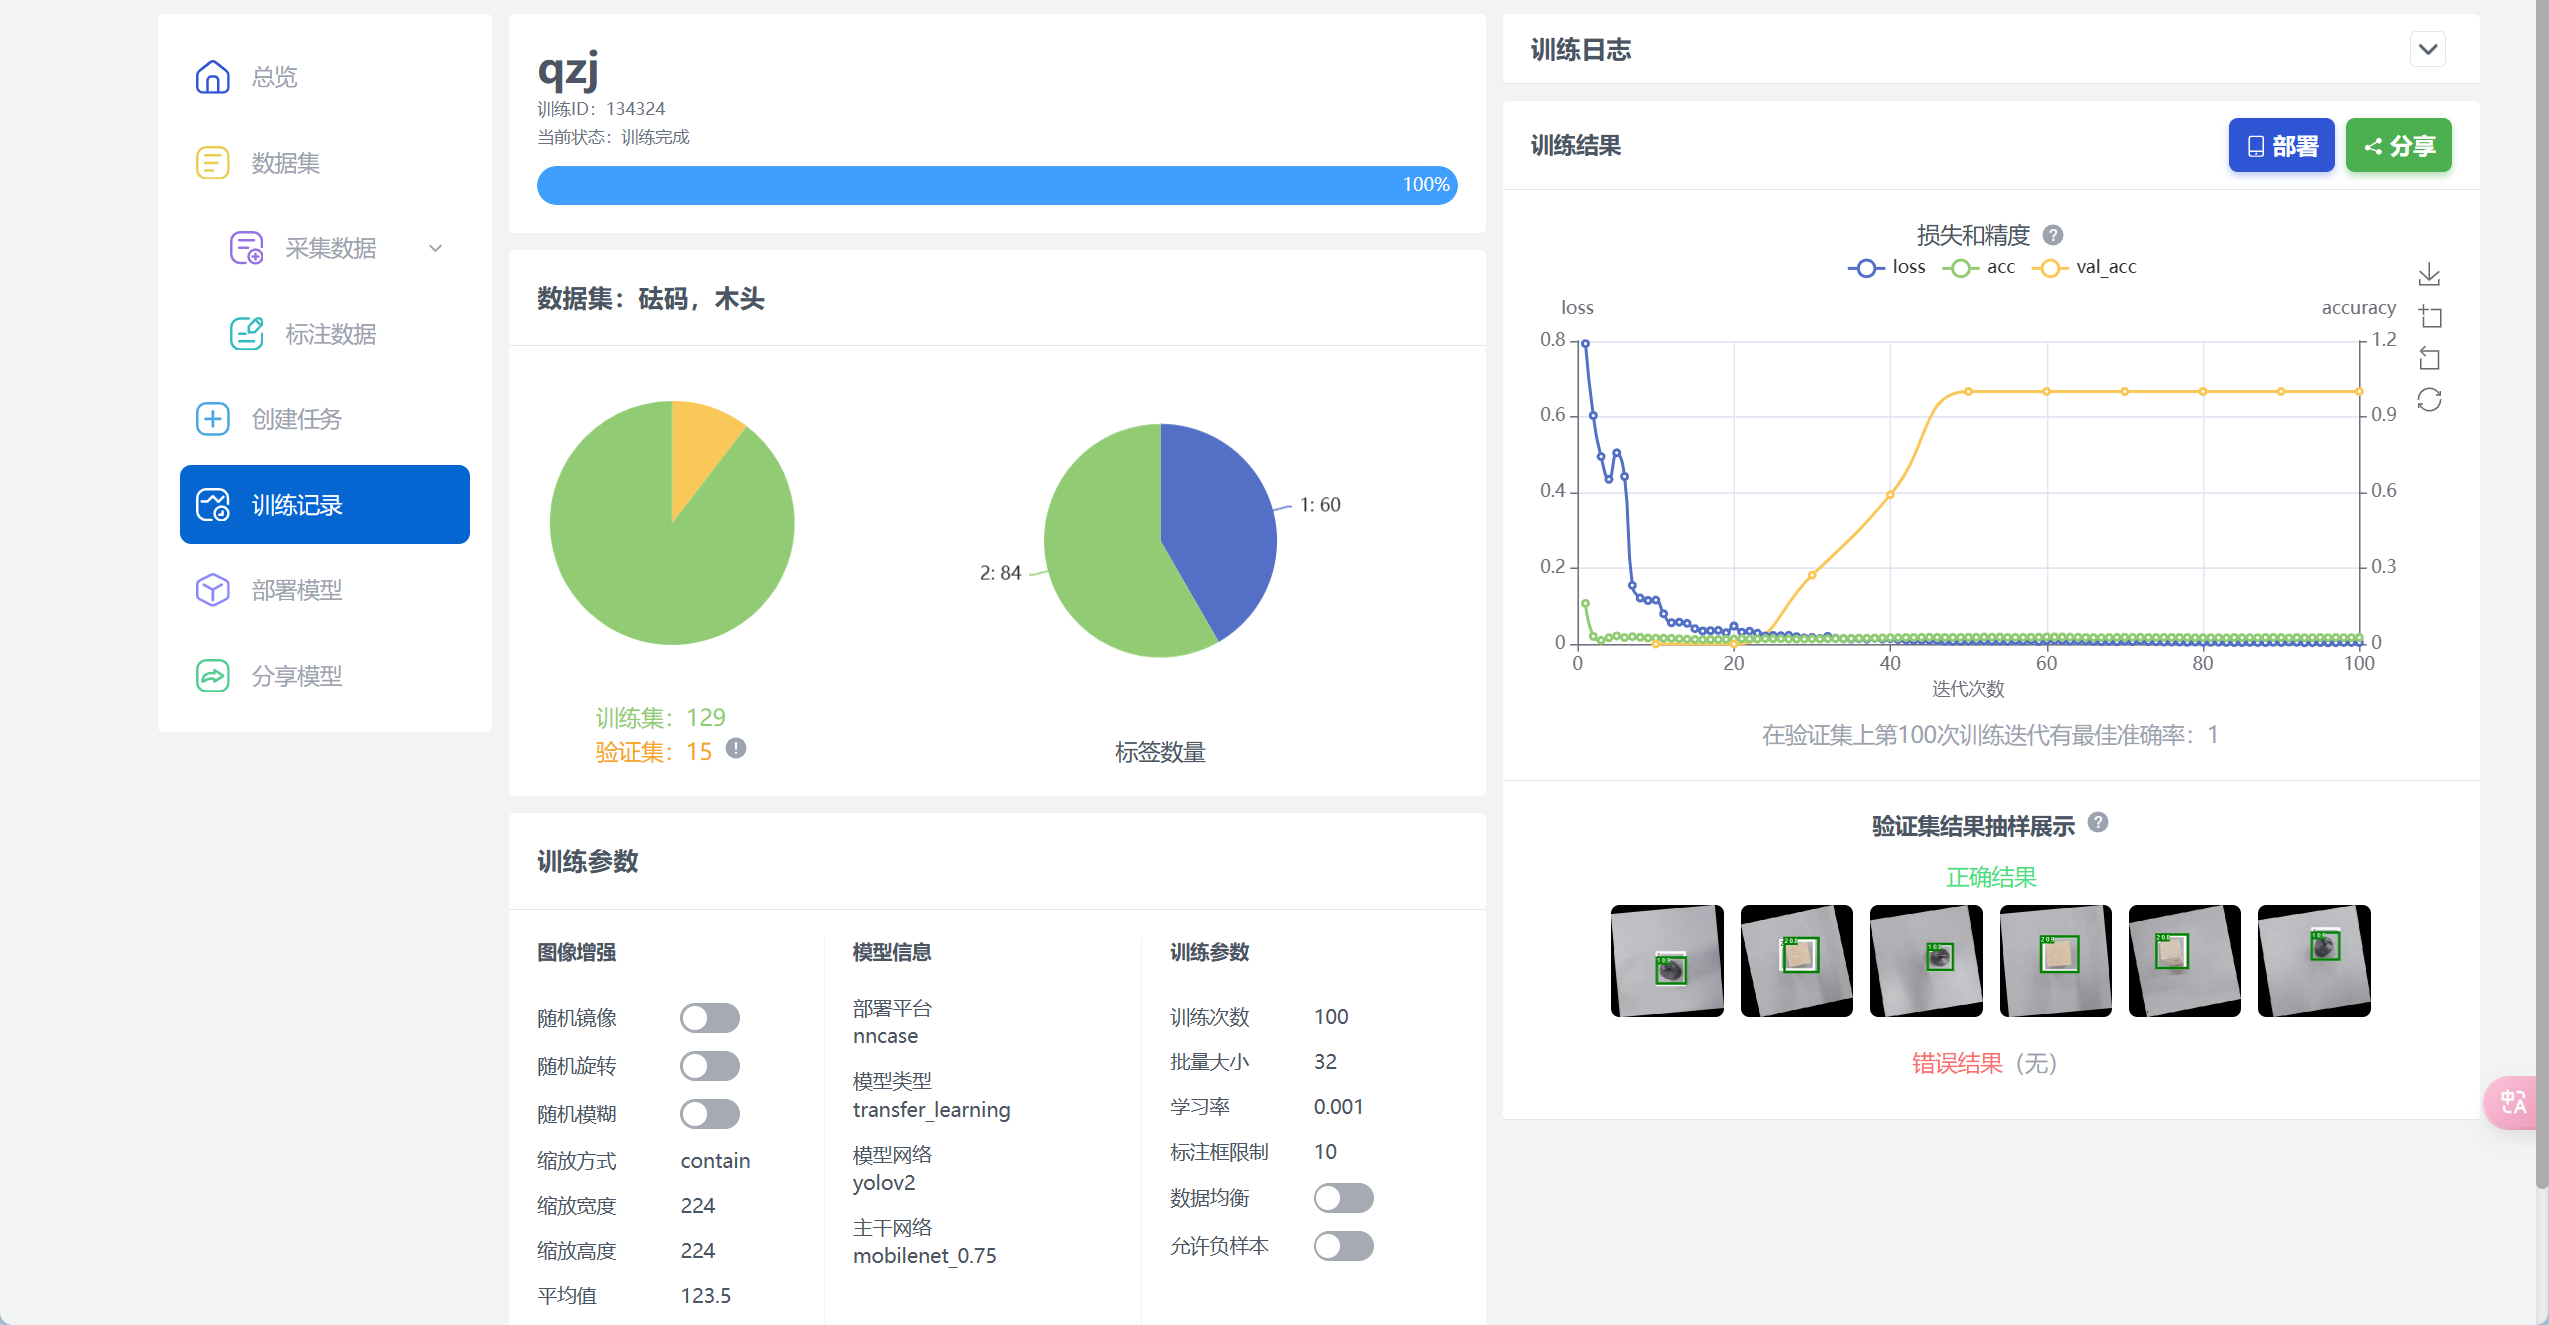 总览
数据集
采集数据
标注数据
创建任务
训练记录
部署模型
分享模型
qzj
训练ID：134324
当前状态：训练完成
100%
数据集：砝码，木头
训练集：129
验证集：15
1: 60
2: 84
标签数量
训练参数
图像增强
随机镜像
随机旋转
随机模糊
缩放方式 contain
缩放宽度 224
缩放高度 224
平均值 123.5
模型信息
部署平台
nncase
模型类型
transfer_learning
模型网络
yolov2
主干网络
mobilenet_0.75
训练参数
训练次数 100
批量大小 32
学习率 0.001
标注框限制 10
数据均衡
允许负样本
训练日志
训练结果
部署
分享
损失和精度
loss acc val_acc
loss accuracy
0.8 1.2
0.6 0.9
0.4 0.6
0.2 0.3
0 0
0 20 40 60 80 100
迭代次数
在验证集上第100次训练迭代有最佳准确率：1
验证集结果抽样展示
正确结果
错误结果（无）
中A